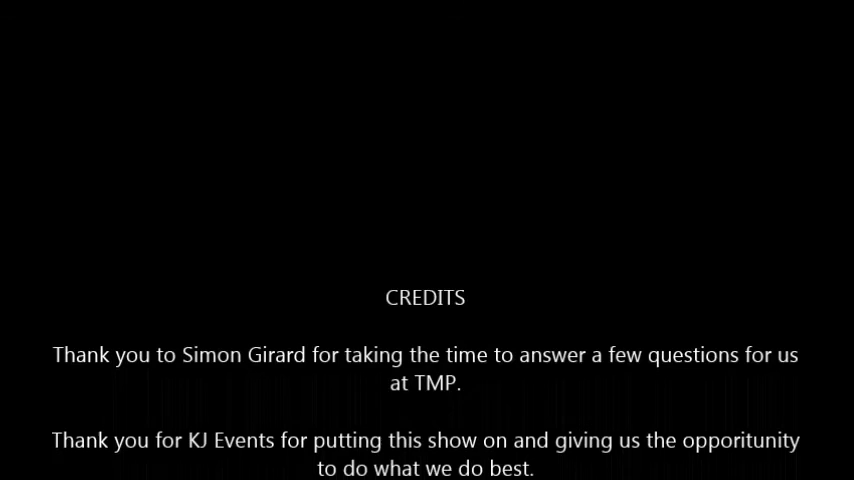 CREDITS
Thank you to Simon Girard for taking the time to answer a few questions for us
at TMP.
Thank you for KJ Events for putting this show on and giving us the opporitunity
to do what we do best.